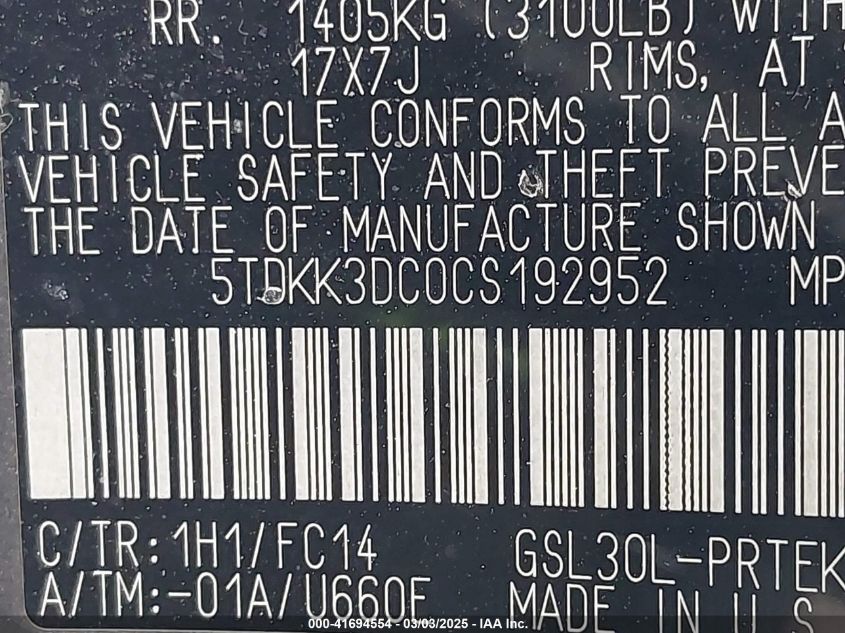 RR. 1405KG (3100LB) WITH
17X7J RIMS, AT
THIS VEHICLE CONFORMS TO ALL A
VEHICLE SAFETY AND THEFT PREVE
THE DATE OF MANUFACTURE SHOWN
5TDKK3DC0CS192952 MP
C/TR:1H1/FC14 GSL30L-PRTEK
A/TM:-01A/U660F MADE IN U.S.
000-41694554 - 03/03/2025 - IAA Inc.